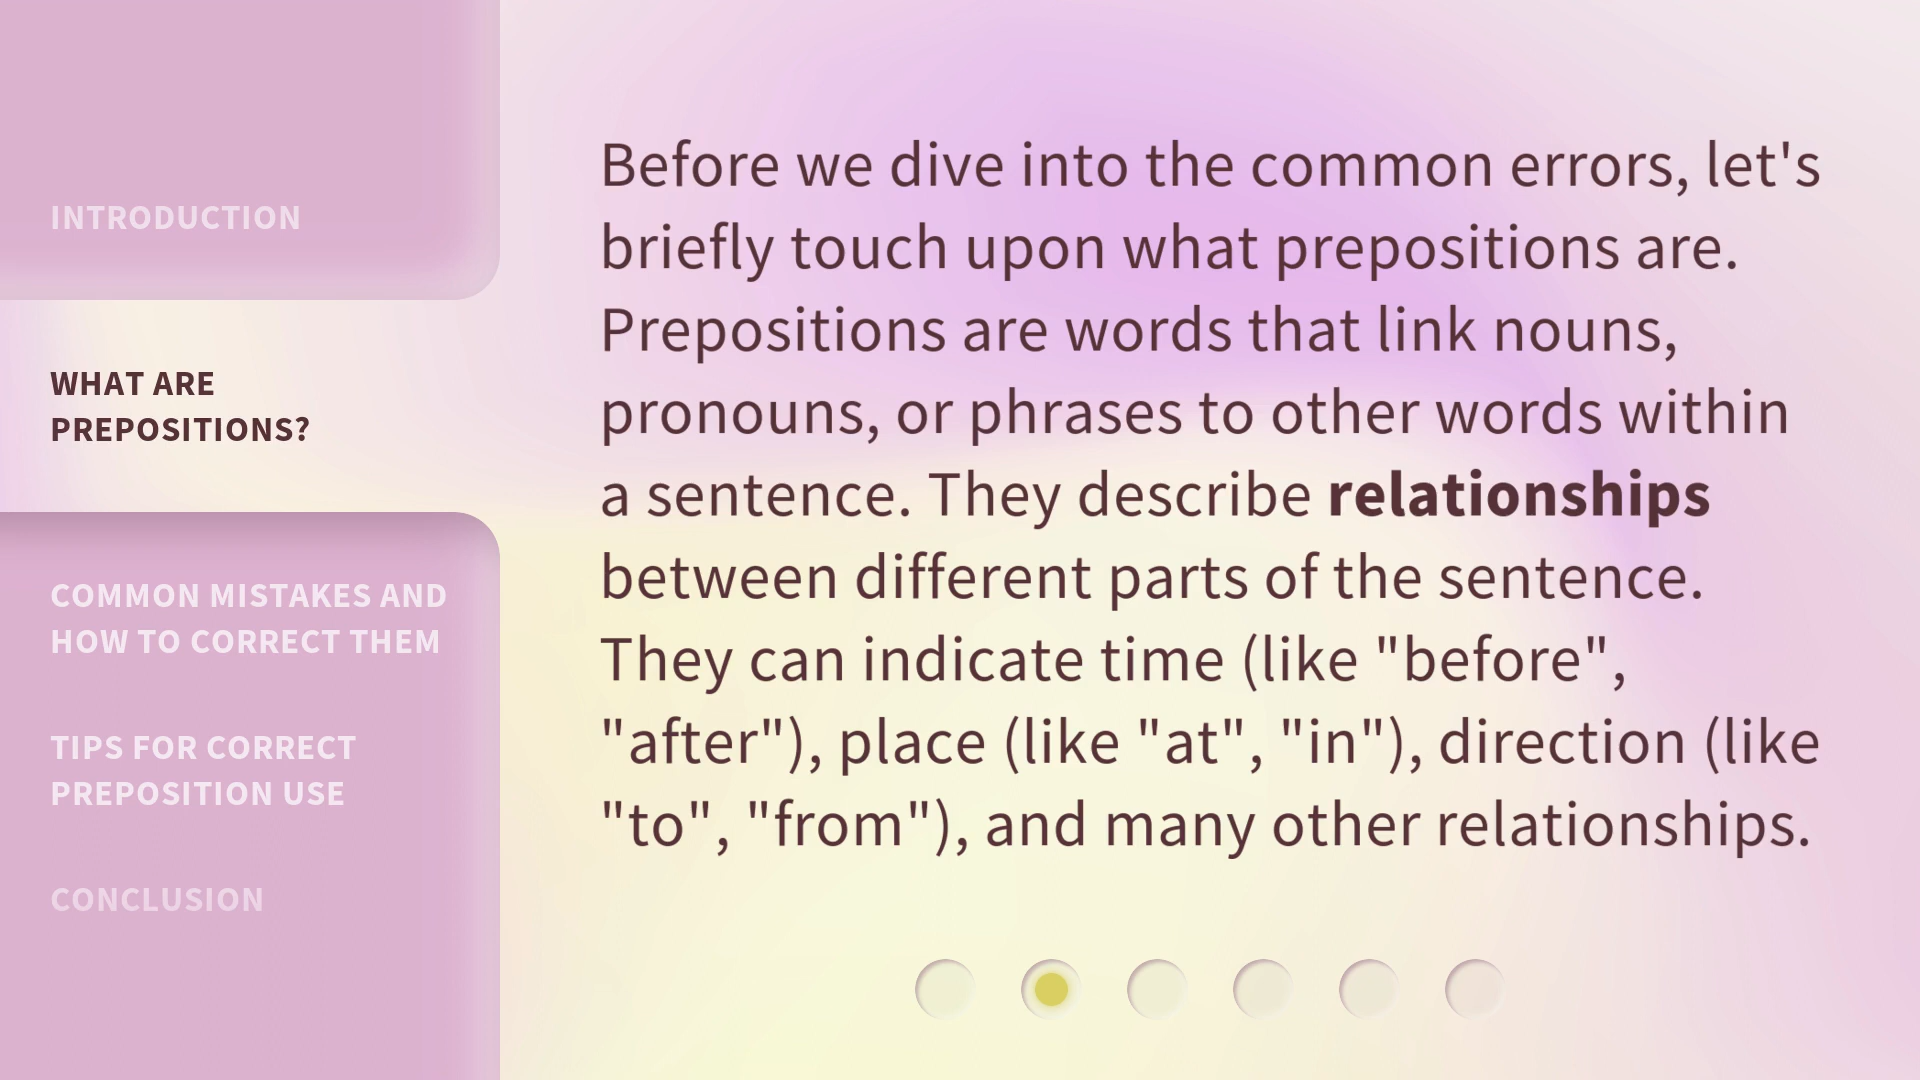 INTRODUCTION
WHAT ARE
PREPOSITIONS?
COMMON MISTAKES AND
HOW TO CORRECT THEM
TIPS FOR CORRECT
PREPOSITION USE
CONCLUSION
Before we dive into the common errors, let's
briefly touch upon what prepositions are.
Prepositions are words that link nouns,
pronouns, or phrases to other words within
a sentence. They describe relationships
between different parts of the sentence.
They can indicate time (like "before",
"after"), place (like "at", "in"), direction (like
"to", "from"), and many other relationships.